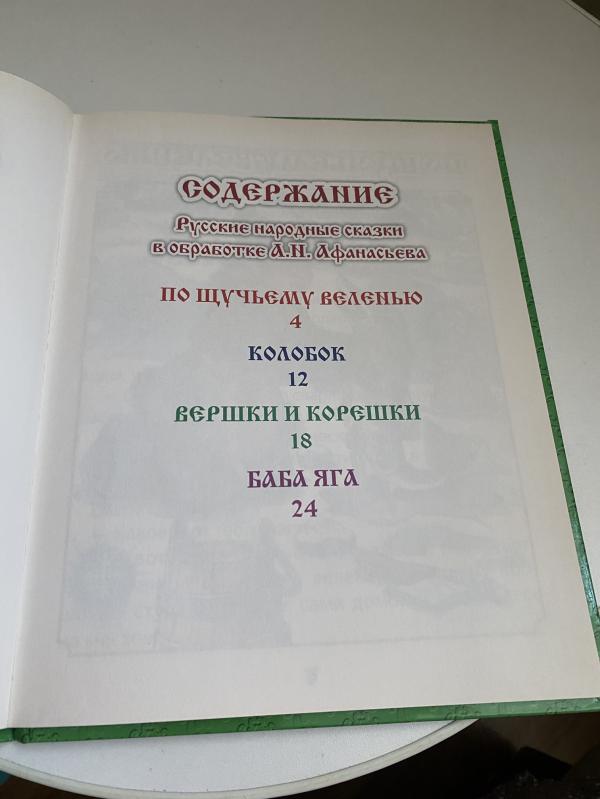 СОДЕРЖАНИЕ
Русские народные сказки
в обработке А.Н. Афанасьева
ПО ЩУЧЬЕМУ ВЕЛЕНЬЮ
4
КОЛОБОК
12
ВЕРШКИ И КОРЕШКИ
18
БАБА ЯГА
24